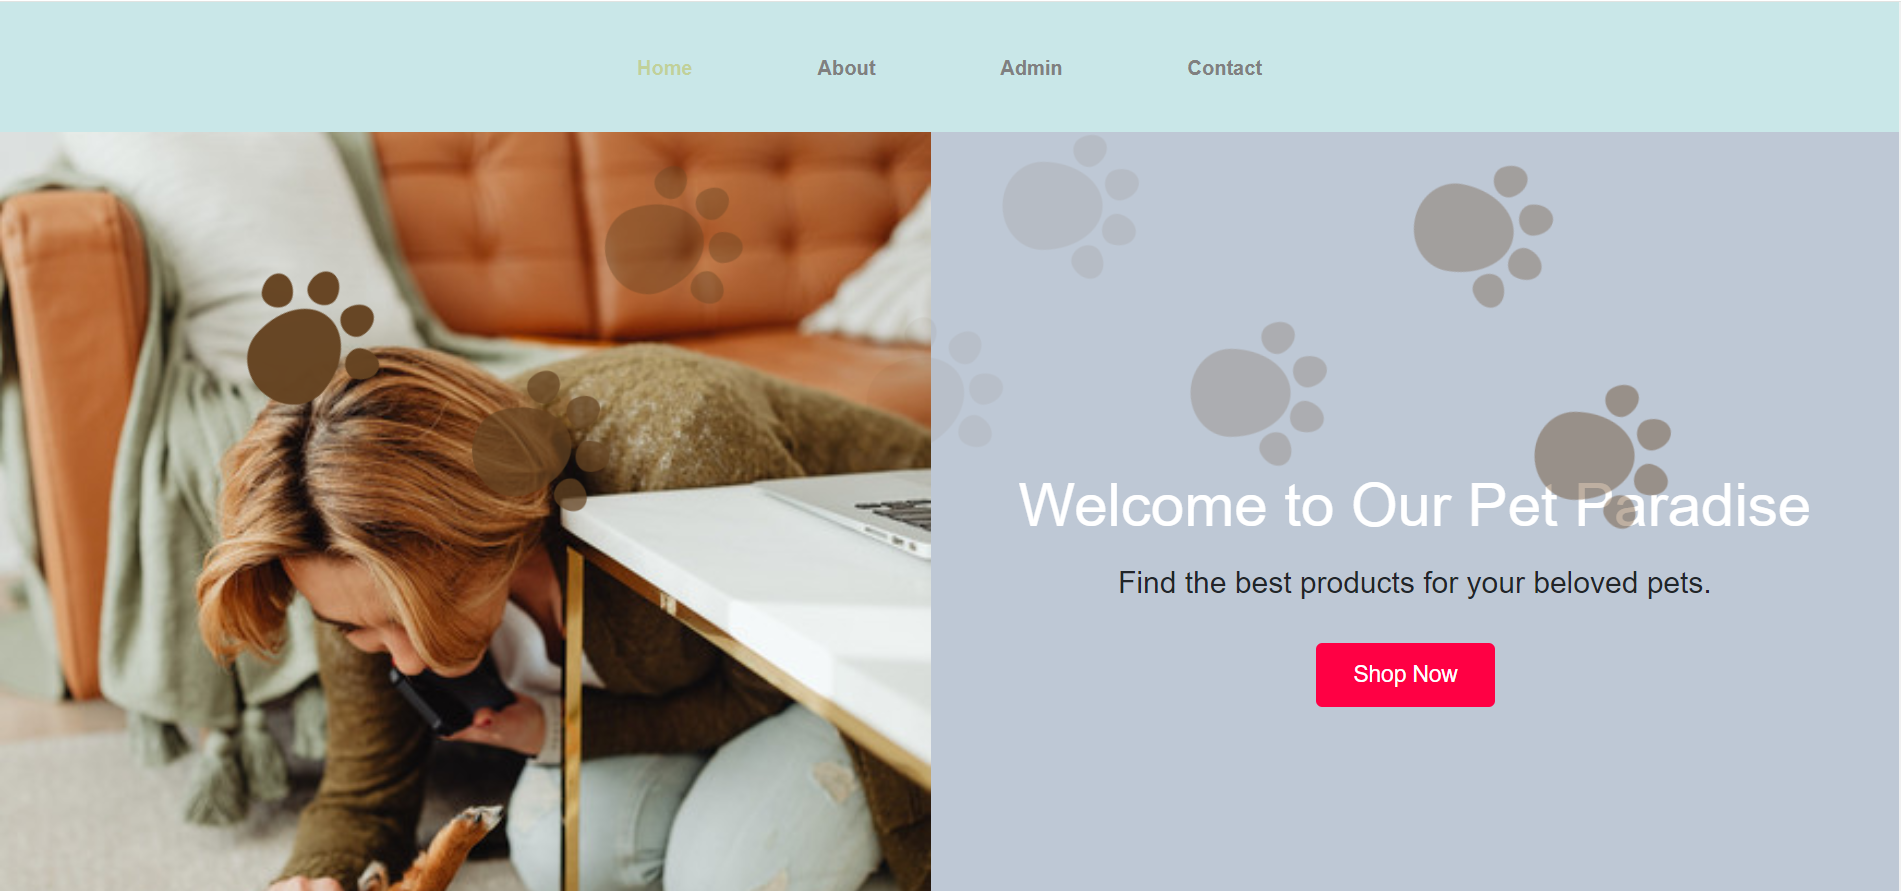 Home About Admin Contact
Welcome to Our Pet Paradise
Find the best products for your beloved pets.
Shop Now